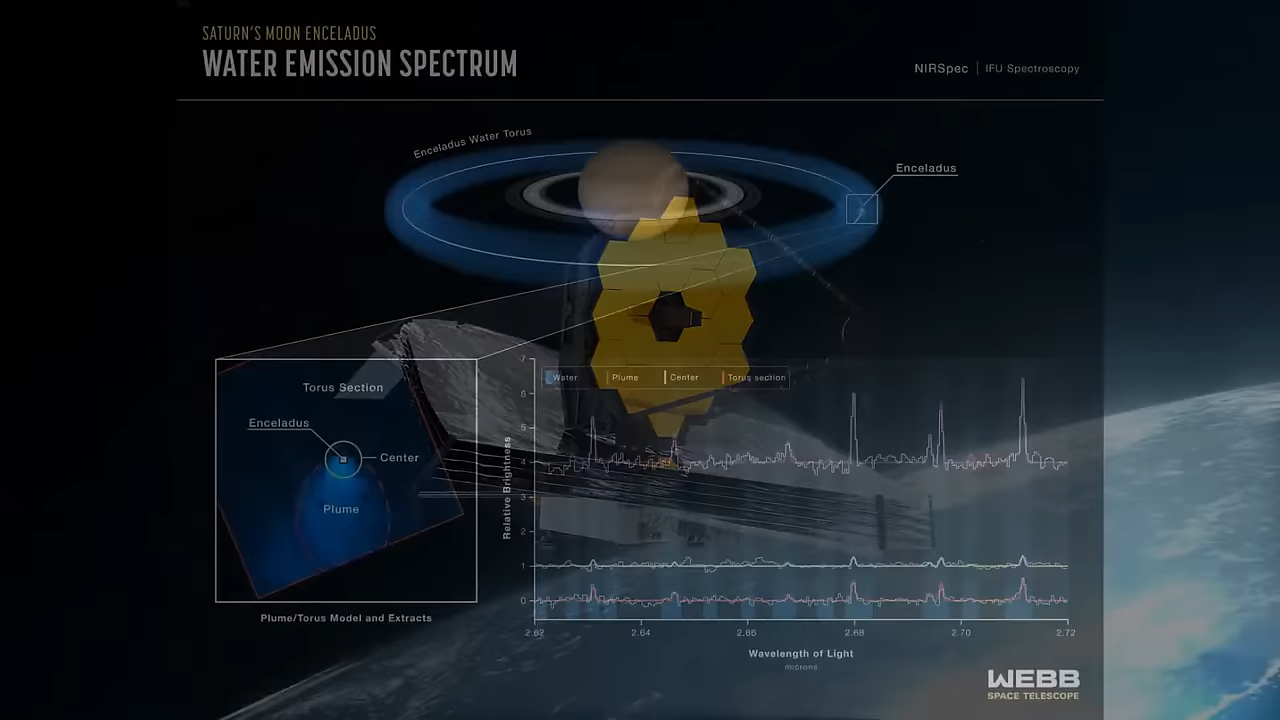 SATURN'S MOON ENCELADUS
WATER EMISSION SPECTRUM
NIRSpec | IFU Spectroscopy
Enceladus Water Torus
Enceladus
Torus Section
Enceladus
Center
Plume
Plume/Torus Model and Extracts
Water Plume Center Torus section
Relative Brightness
7
6
5
4
3
2
1
0
2.62 2.64 2.66 2.68 2.70 2.72
Wavelength of Light
microns
WEBB
SPACE TELESCOPE